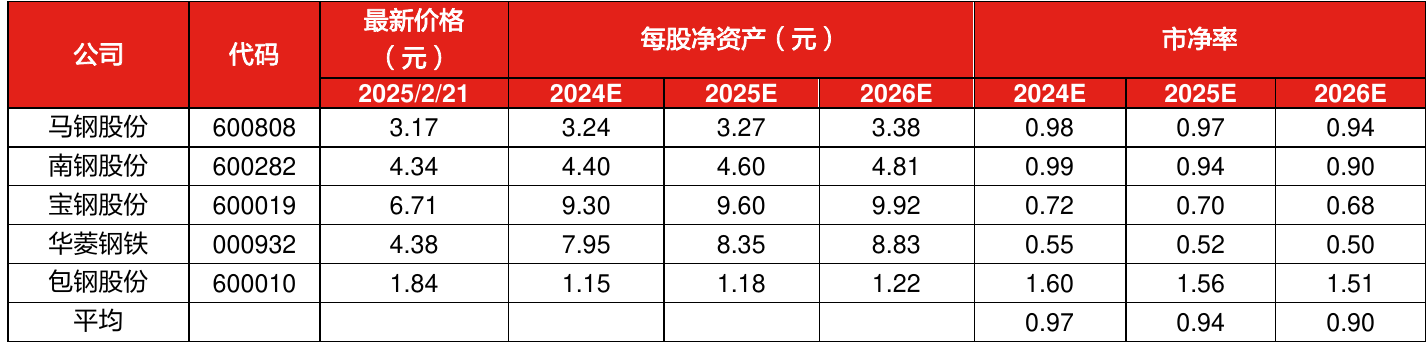 公司 代码 最新价格（元） 每股净资产（元） 市净率
2025/2/21 2024E 2025E 2026E 2024E 2025E 2026E
马钢股份 600808 3.17 3.24 3.27 3.38 0.98 0.97 0.94
南钢股份 600282 4.34 4.40 4.60 4.81 0.99 0.94 0.90
宝钢股份 600019 6.71 9.30 9.60 9.92 0.72 0.70 0.68
华菱钢铁 000932 4.38 7.95 8.35 8.83 0.55 0.52 0.50
包钢股份 600010 1.84 1.15 1.18 1.22 1.60 1.56 1.51
平均 0.97 0.94 0.90